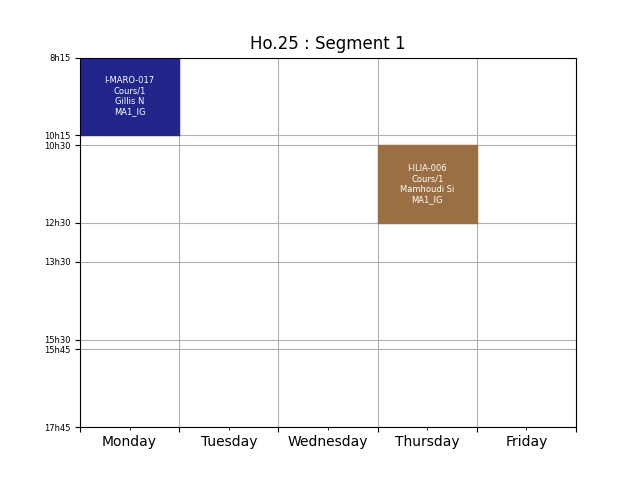 Ho.25 : Segment 1
8h15
I-MARO-017
Cours/1
Gillis N
MA1_IG
10h15
10h30
I-ILIA-006
Cours/1
Mamhoudi Si
MA1_IG
12h30
13h30
15h30
15h45
17h45
Monday Tuesday Wednesday Thursday Friday